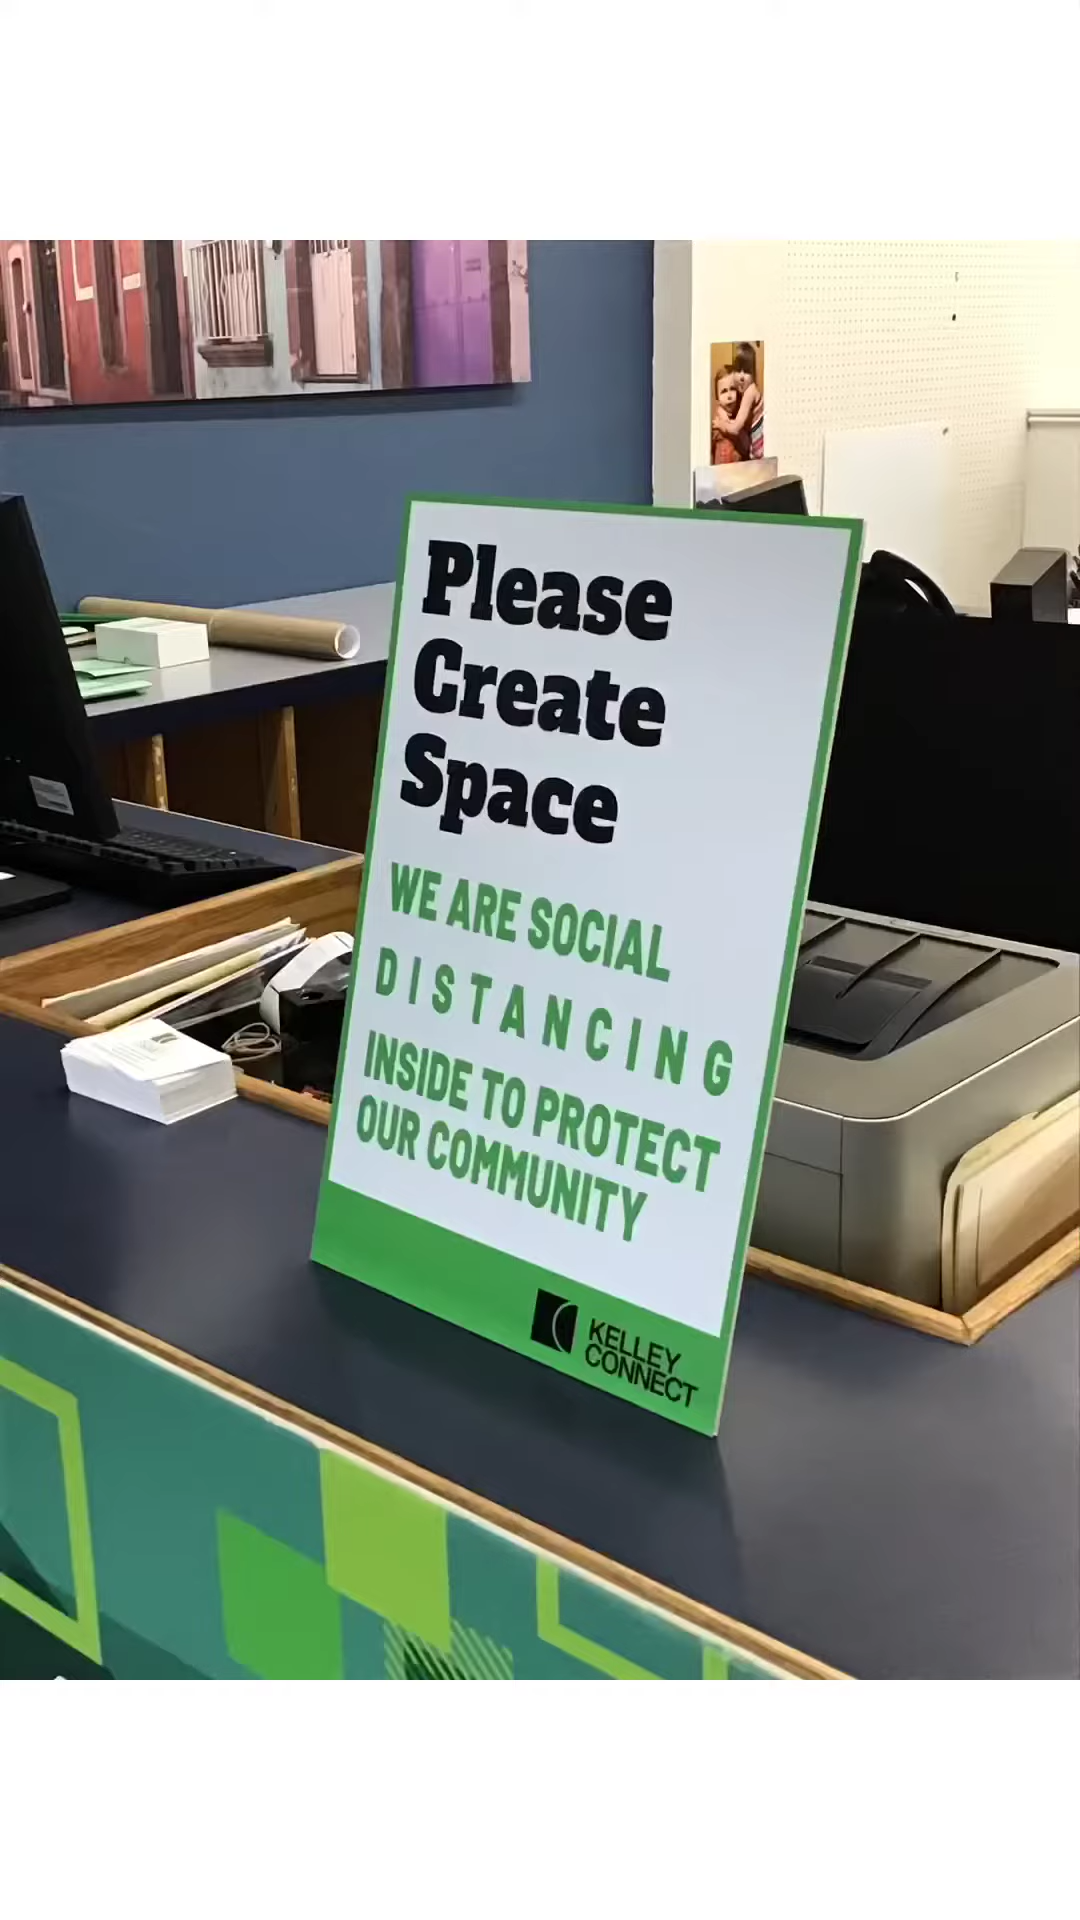 Please
Create
Space
WE ARE SOCIAL
DISTANCING
INSIDE TO PROTECT
OUR COMMUNITY
KELLEY
CONNECT